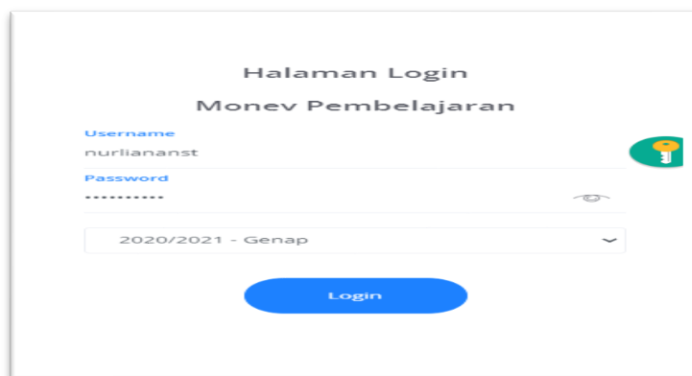 Halaman Login
Monev Pembelajaran
Username
nurliananst
Password
••••••••••
2020/2021 - Genap
Login